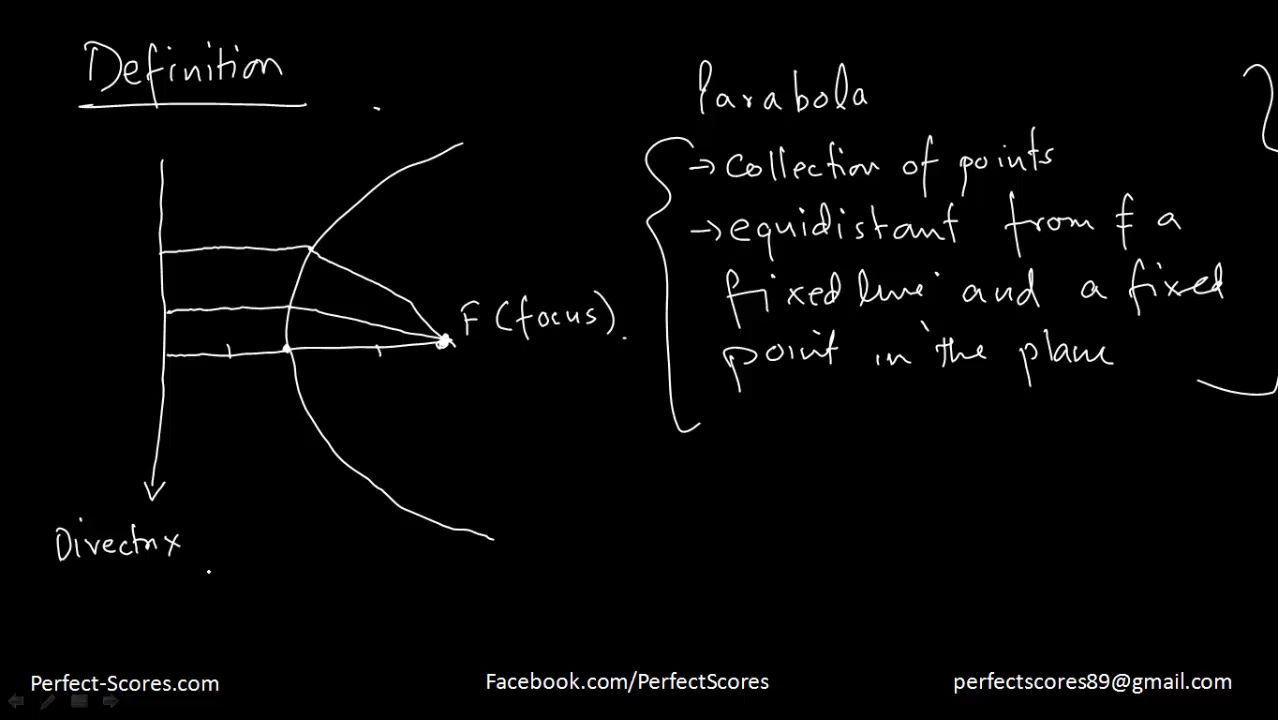 Definition
Parabola
→ Collection of points
→ equidistant from F a
fixed line and a fixed
point in the plane
F (focus).
Directrix
Perfect-Scores.com
Facebook.com/PerfectScores
perfectscores89@gmail.com